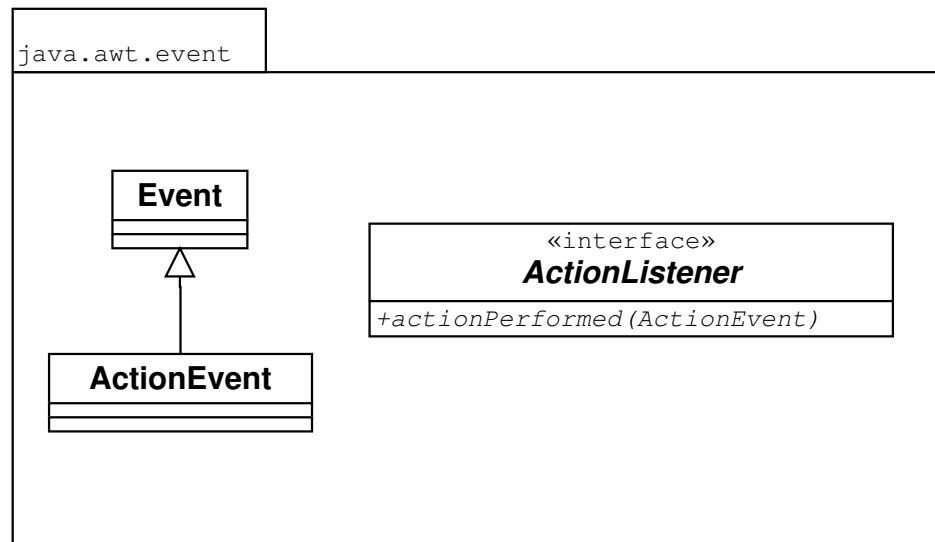 java.awt.event
Event
«interface»
ActionListener
+actionPerformed(ActionEvent)
ActionEvent